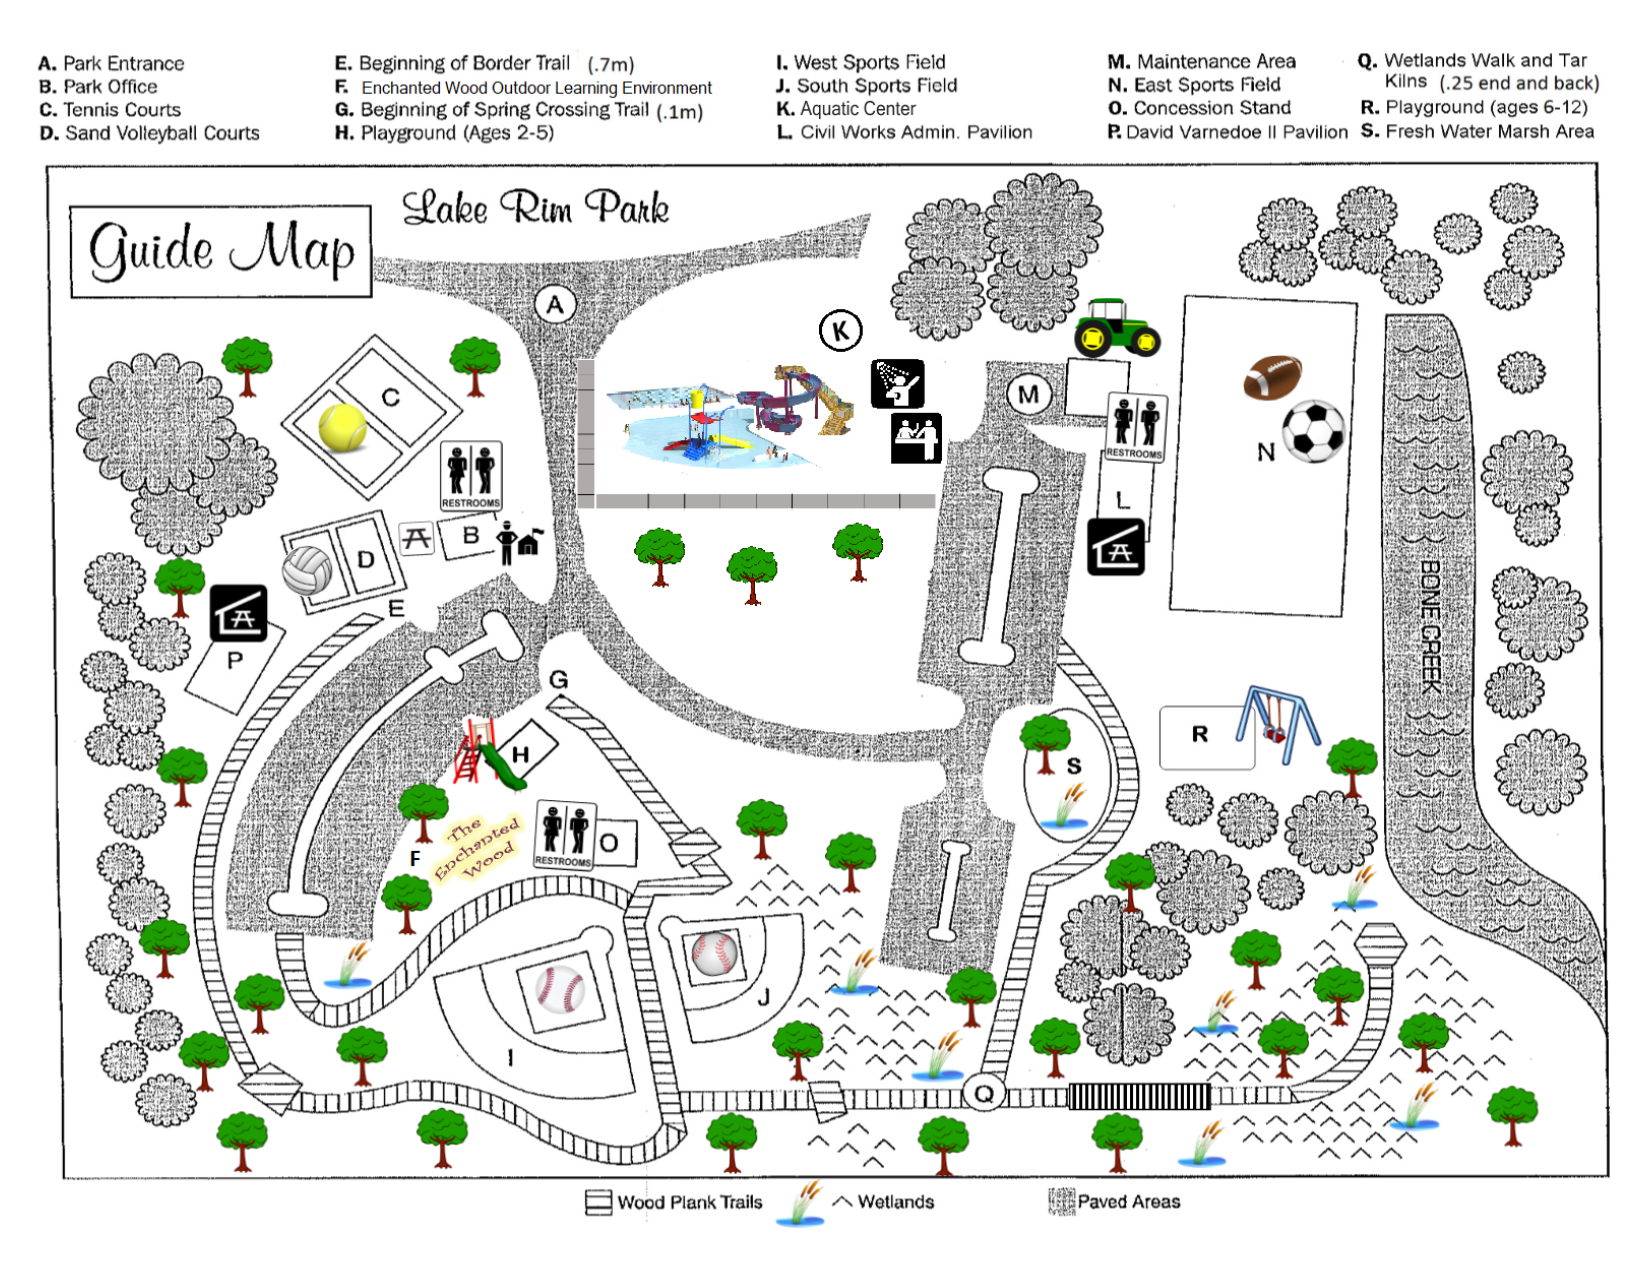 A. Park Entrance
B. Park Office
C. Tennis Courts
D. Sand Volleyball Courts
E. Beginning of Border Trail (.7m)
F. Enchanted Wood Outdoor Learning Environment
G. Beginning of Spring Crossing Trail (.1m)
H. Playground (Ages 2-5)
I. West Sports Field
J. South Sports Field
K. Aquatic Center
L. Civil Works Admin. Pavilion
M. Maintenance Area
N. East Sports Field
O. Concession Stand
P. David Varnedoe II Pavilion
Q. Wetlands Walk and Tar
Kilns (.25 end and back)
R. Playground (ages 6-12)
S. Fresh Water Marsh Area
Lake Rim Park
Guide Map
A
K
C
M
RESTROOMS
N
RESTROOMS
L
B
D
E
BONE CREEK
P
G
R
H
S
The
Enchanted
Wood
F
RESTROOMS
O
J
I
Q
Wood Plank Trails
Wetlands
Paved Areas